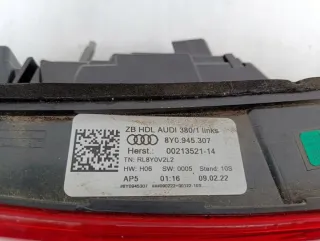 ZB HDL AUDI 380/1 links
8Y0.945.307
Herst.: 00213521-14
TN: RL8Y0V2L2
HW: H06 SW: 0005 Stand: 109
AP5 01:16 09.02.22